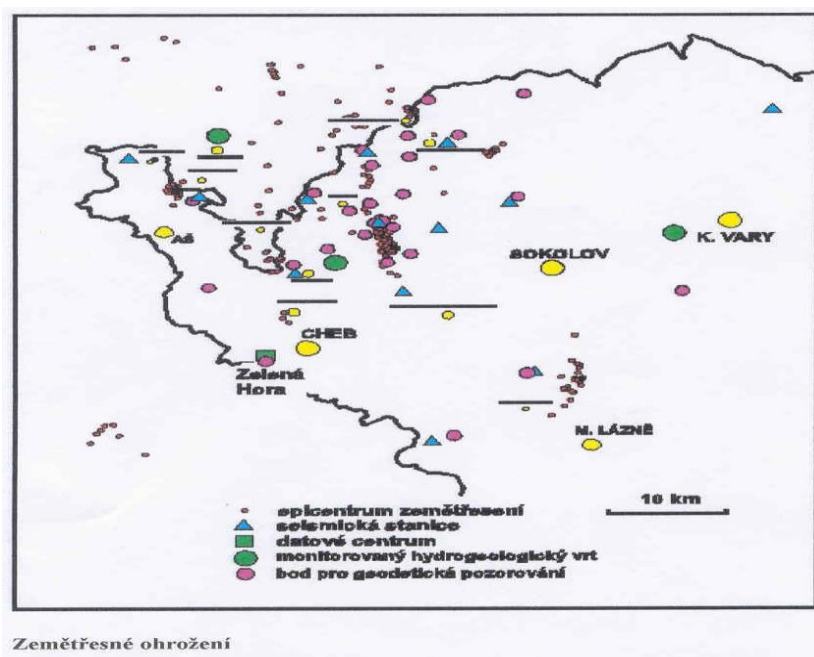 AŠ
K. VARY
SOKOLOV
CHEB
Zelená
Hora
M. LÁZNĚ
10 km
epicentrum zemětřesení
seismická stanice
datové centrum
monitorovaný hydrogeologický vrt
bod pro geodetická pozorování
Zemětřesné ohrožení